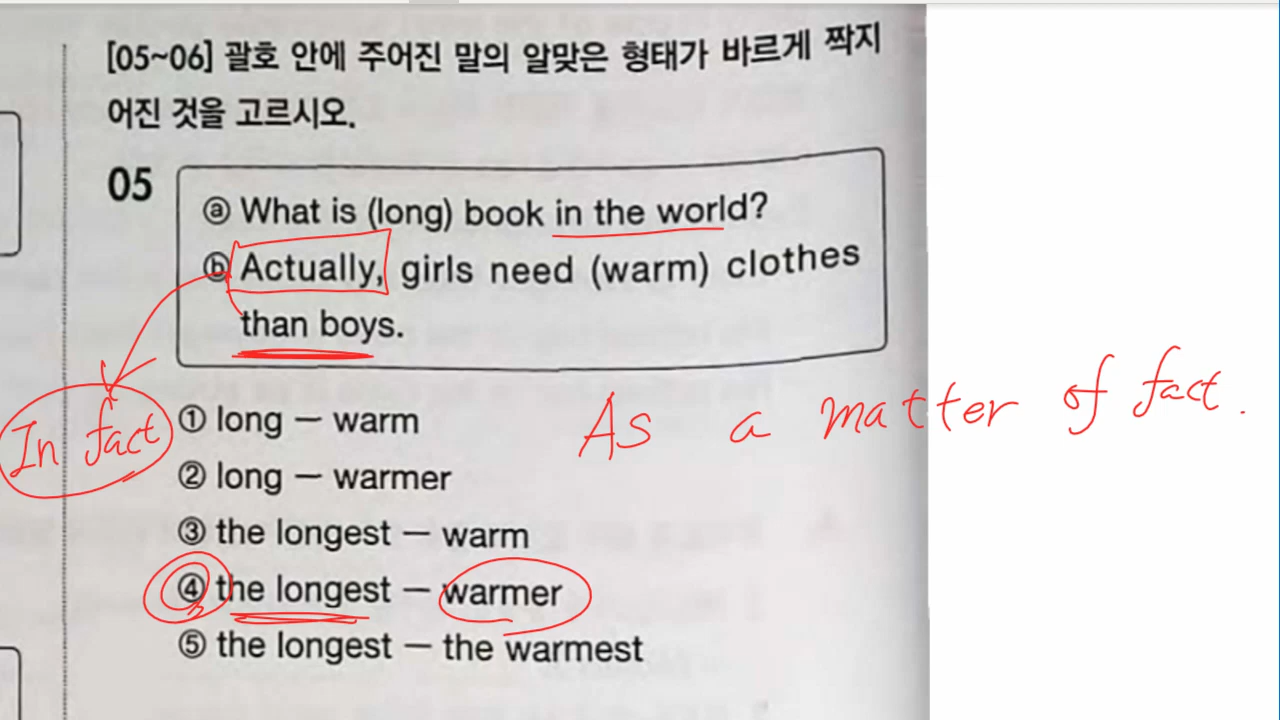 [05~06] 괄호 안에 주어진 말의 알맞은 형태가 바르게 짝지
어진 것을 고르시오.
05
ⓐ What is (long) book in the world?
ⓑ Actually, girls need (warm) clothes
than boys.
In fact
As a matter of fact.
① long – warm
② long – warmer
③ the longest – warm
④ the longest – warmer
⑤ the longest – the warmest